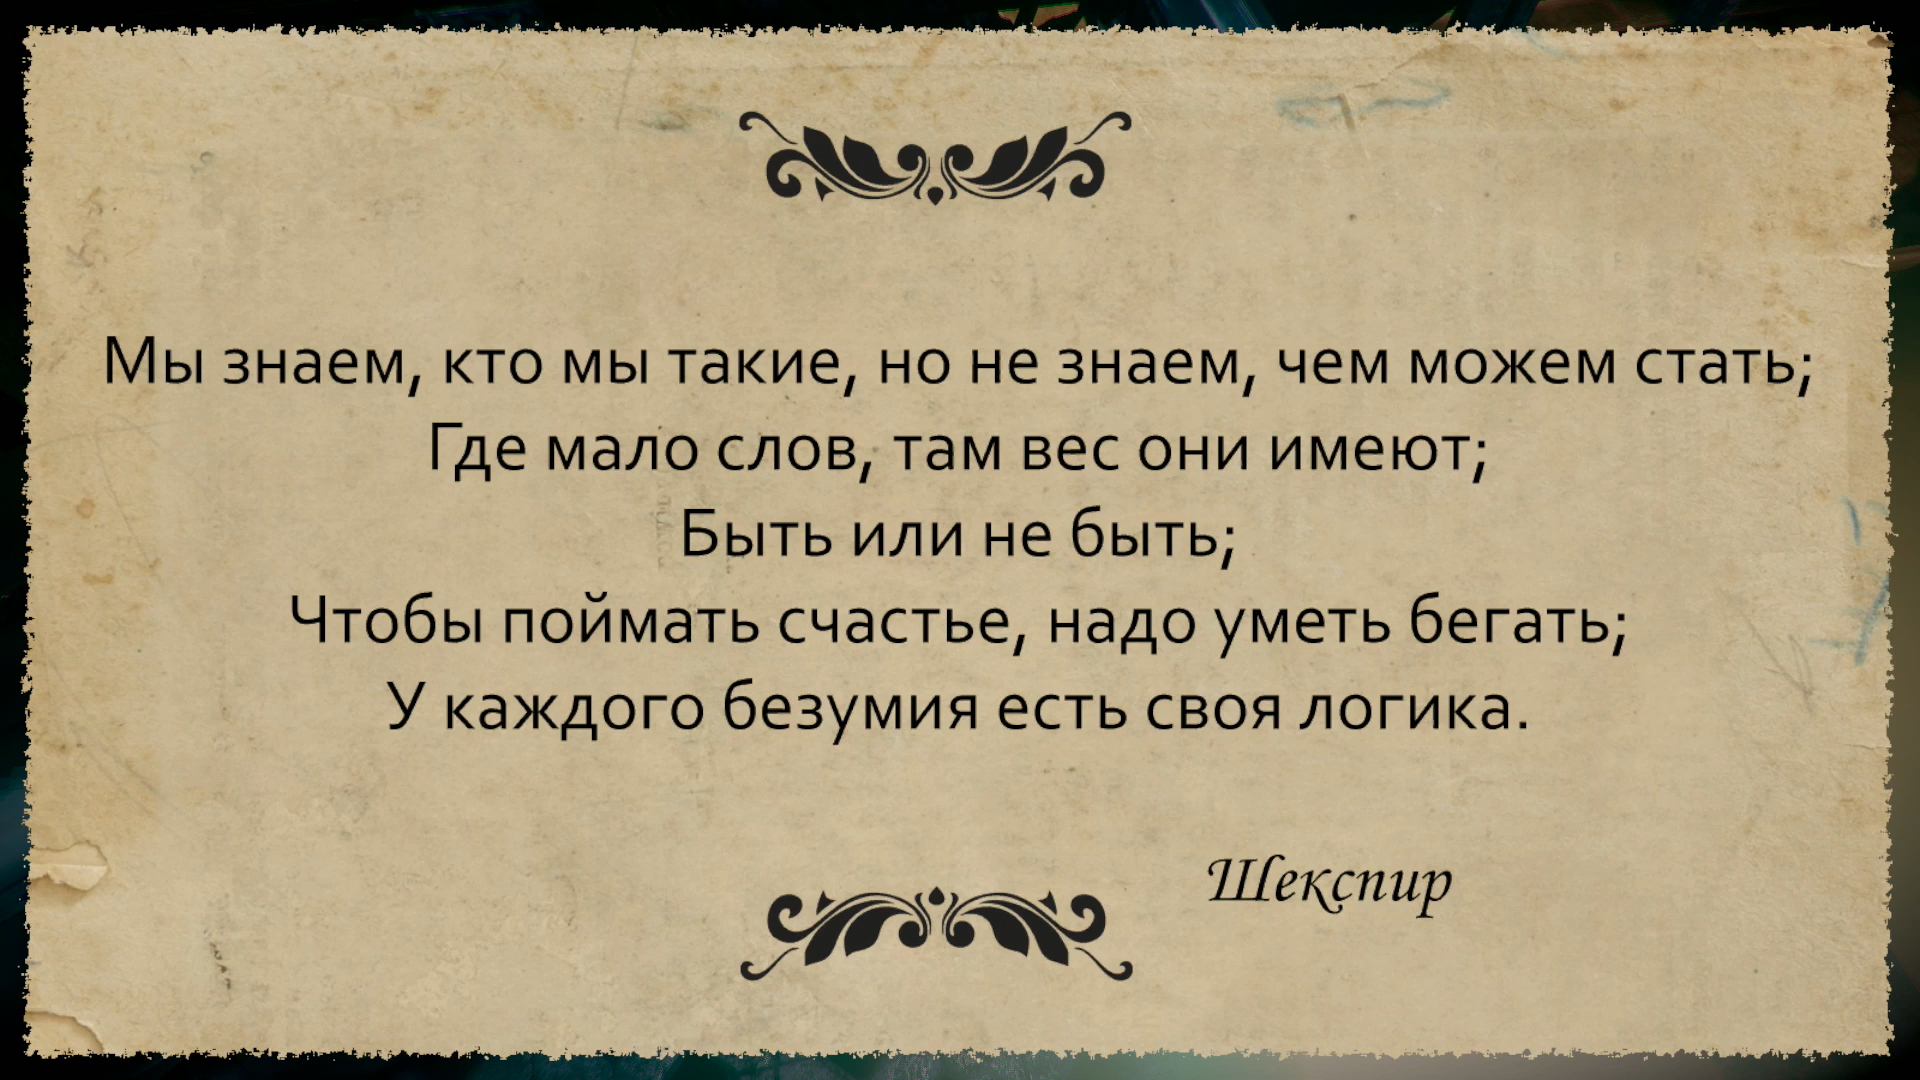 Мы знаем, кто мы такие, но не знаем, чем можем стать;
Где мало слов, там вес они имеют;
Быть или не быть;
Чтобы поймать счастье, надо уметь бегать;
У каждого безумия есть своя логика.
Шекспир